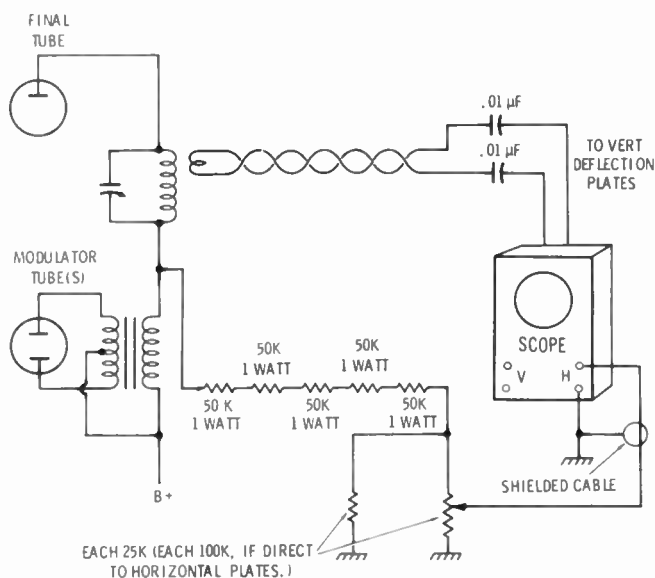 FINAL
TUBE
.01 µF
.01 µF
TO VERT
DEFLECTION
PLATES
MODULATOR
TUBE(S)
SCOPE
V
H
50K
1 WATT
50K
1 WATT
50 K
1 WATT
50K
1 WATT
50K
1 WATT
SHIELDED CABLE
B+
EACH 25K (EACH 100K, IF DIRECT
TO HORIZONTAL PLATES.)